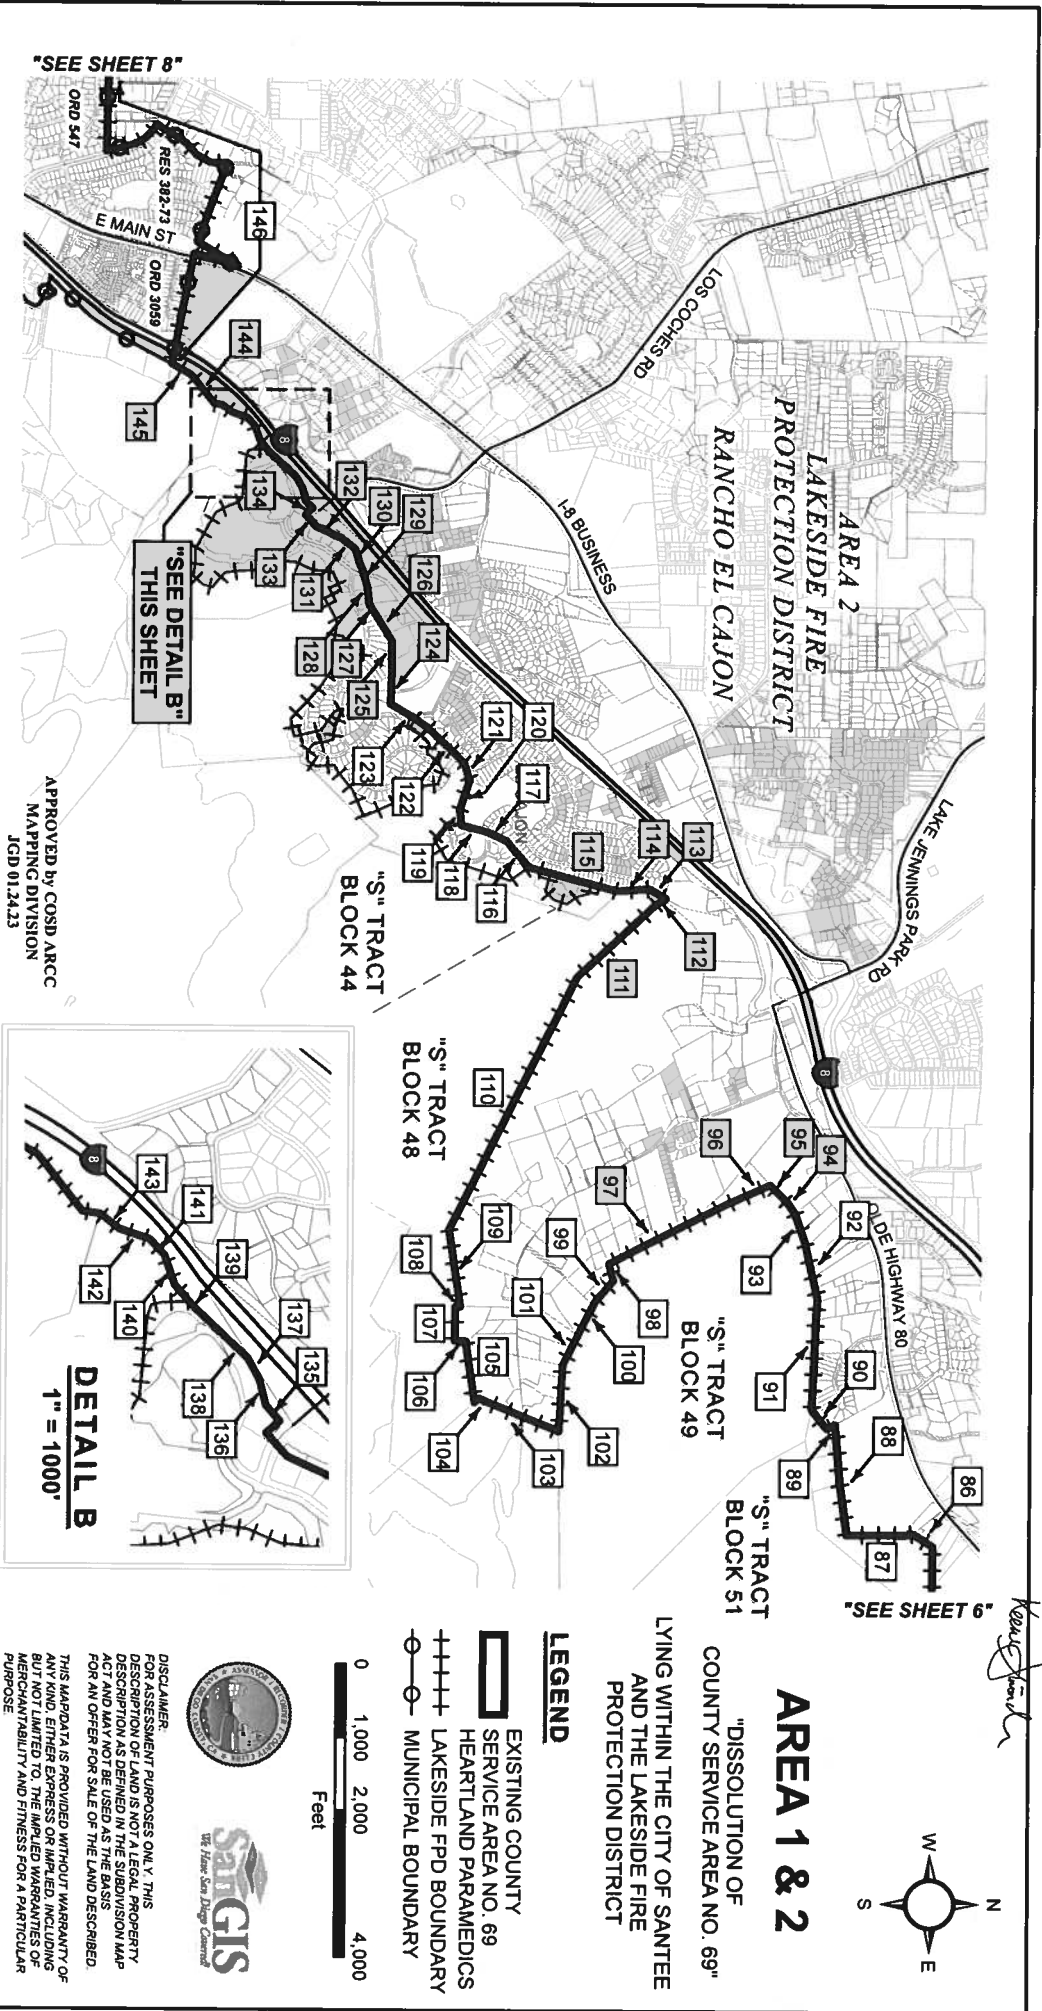 "SEE SHEET 8"
ORD 547
RES 382-73
E MAIN ST
ORD 3059
146
145
144
LOS COCHES RD
I-8 BUSINESS
AREA 2
LAKESIDE FIRE
PROTECTION DISTRICT
RANCHO EL CAJON
LAKE JENNINGS PARK RD
OLDE HIGHWAY 80
8
8
134
133
132
131
130
129
128
127
126
125
124
123
122
121
120
119
118
117
116
115
114
113
112
111
110
109
108
107
106
105
104
103
102
101
100
99
98
97
96
95
94
93
92
91
90
89
88
87
86
"SEE DETAIL B"
THIS SHEET
"S" TRACT
BLOCK 44
"S" TRACT
BLOCK 48
"S" TRACT
BLOCK 49
"S" TRACT
BLOCK 51
"SEE SHEET 6"
APPROVED by COSD ARCC
MAPPING DIVISION
JGD 01.24.23
8
143
142
141
140
139
138
137
136
135
DETAIL B
1" = 1000'
N
W
E
S
AREA 1 & 2
"DISSOLUTION OF
COUNTY SERVICE AREA NO. 69"
LYING WITHIN THE CITY OF SANTEE
AND THE LAKESIDE FIRE
PROTECTION DISTRICT
LEGEND
EXISTING COUNTY
SERVICE AREA NO. 69
HEARTLAND PARAMEDICS
LAKESIDE FPD BOUNDARY
MUNICIPAL BOUNDARY
0 1,000 2,000 4,000
Feet
SanGIS
We Have San Diego Covered!
DISCLAIMER:
FOR ASSESSMENT PURPOSES ONLY. THIS
DESCRIPTION OF LAND IS NOT A LEGAL PROPERTY
DESCRIPTION AS DEFINED IN THE SUBDIVISION MAP
ACT AND MAY NOT BE USED AS THE BASIS
FOR AN OFFER FOR SALE OF THE LAND DESCRIBED.
THIS MAP/DATA IS PROVIDED WITHOUT WARRANTY OF
ANY KIND, EITHER EXPRESS OR IMPLIED, INCLUDING
BUT NOT LIMITED TO, THE IMPLIED WARRANTIES OF
MERCHANTABILITY AND FITNESS FOR A PARTICULAR
PURPOSE.